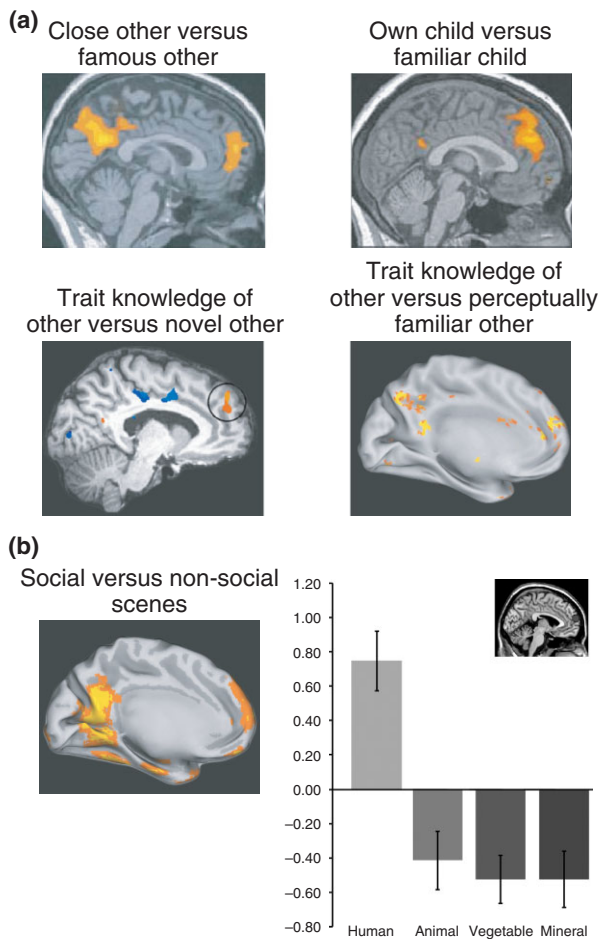 (a)
Close other versus
famous other
Own child versus
familiar child
Trait knowledge of
other versus novel other
Trait knowledge of
other versus perceptually
familiar other
(b)
Social versus non-social
scenes
1.20
1.00
0.80
0.60
0.40
0.20
0.00
–0.20
–0.40
–0.60
–0.80
Human Animal Vegetable Mineral